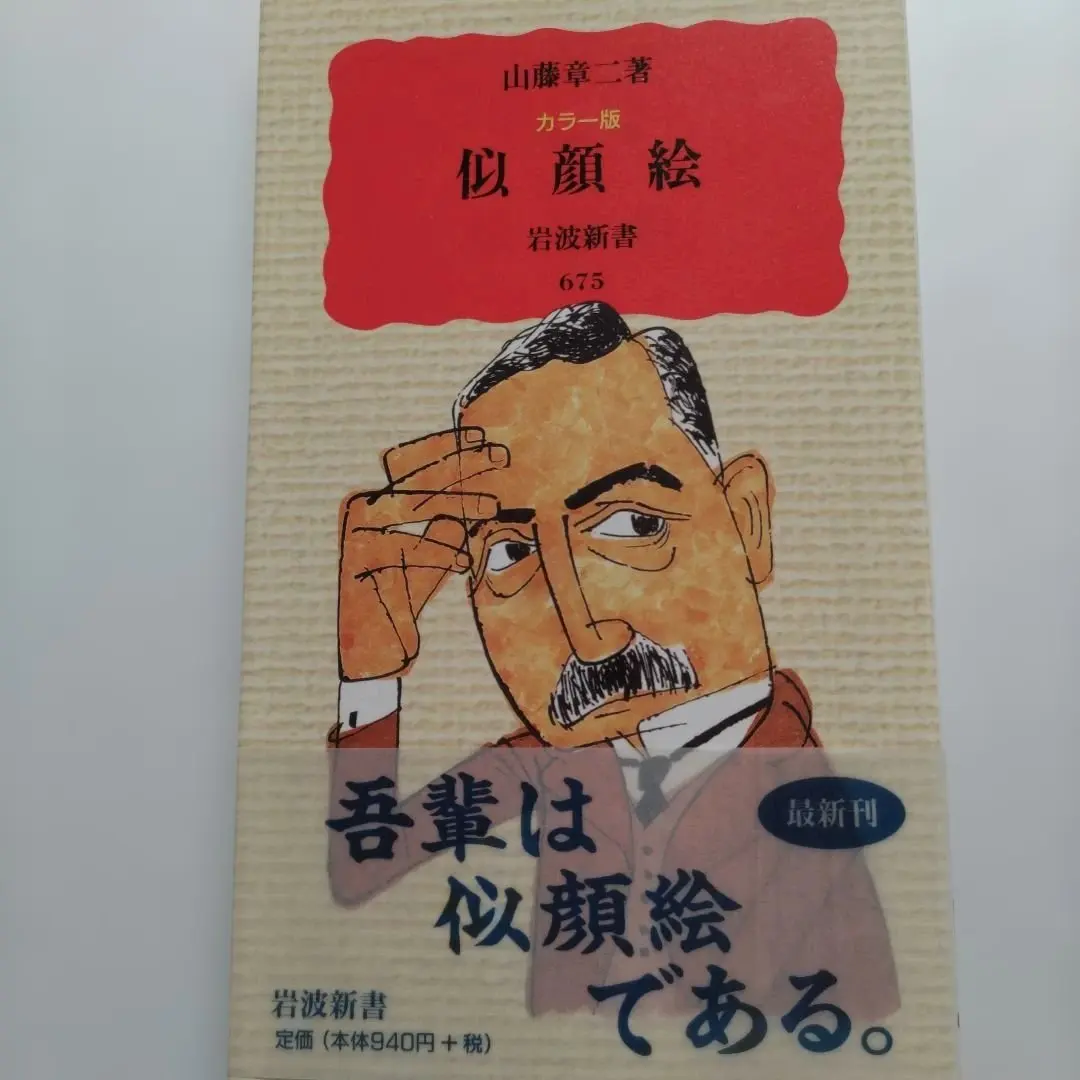 山藤章二著
カラー版
似顔絵
岩波新書
675
吾輩は
最新刊
似顔絵
である。
岩波新書
定価（本体940円＋税）